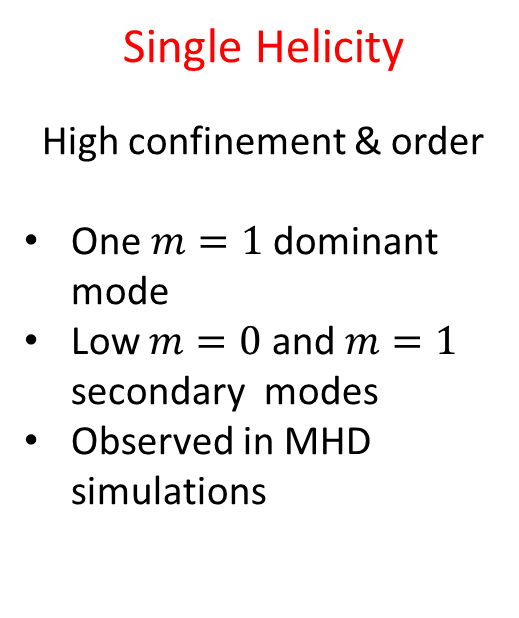 Single Helicity
High confinement & order
• One m = 1 dominant
mode
• Low m = 0 and m = 1
secondary modes
• Observed in MHD
simulations